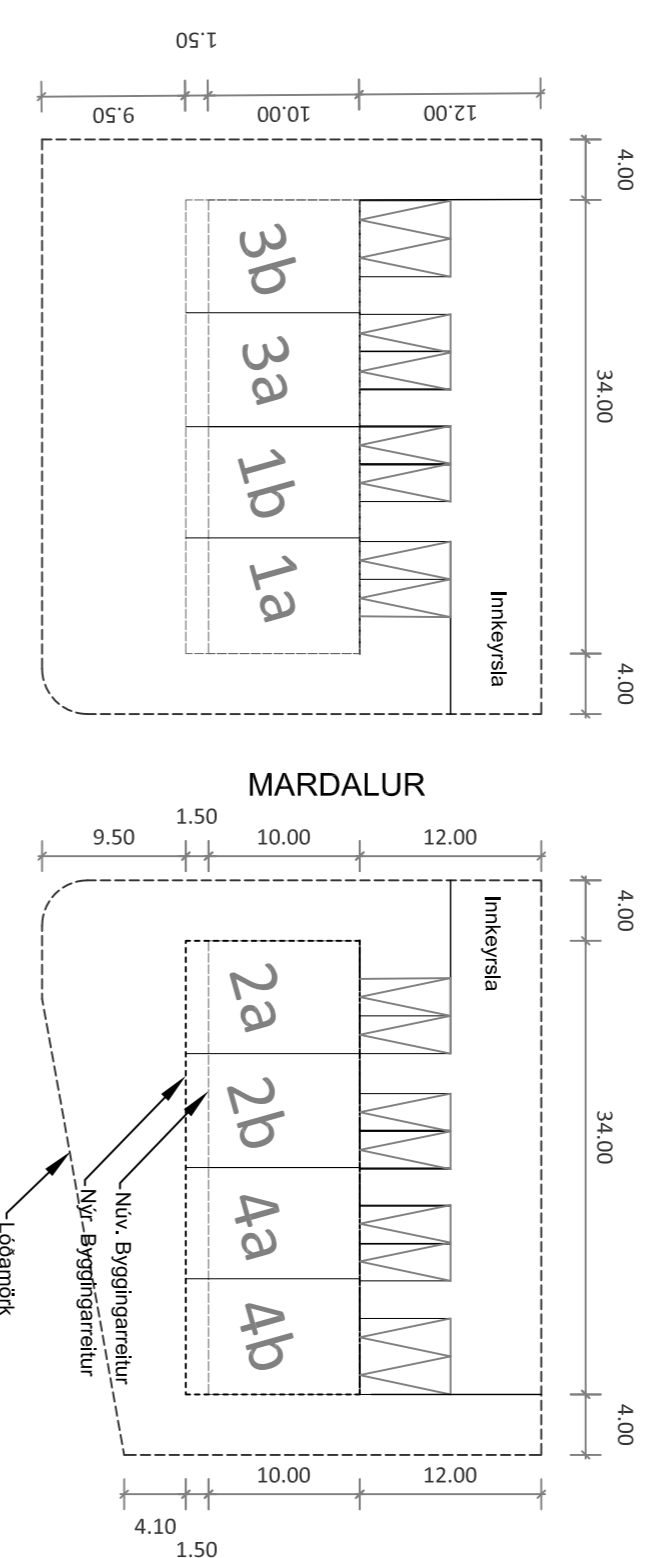 1.50
9.50
10.00
12.00
4.00
34.00
4.00
3b
3a
1b
1a
Innkeyrsla
MARDALUR
1.50
9.50
10.00
12.00
4.00
34.00
4.00
Innkeyrsla
2a
2b
4a
4b
Núv. Byggingarreitur
Nýr Byggingarreitur
Lóðamörk
10.00
12.00
4.10
1.50